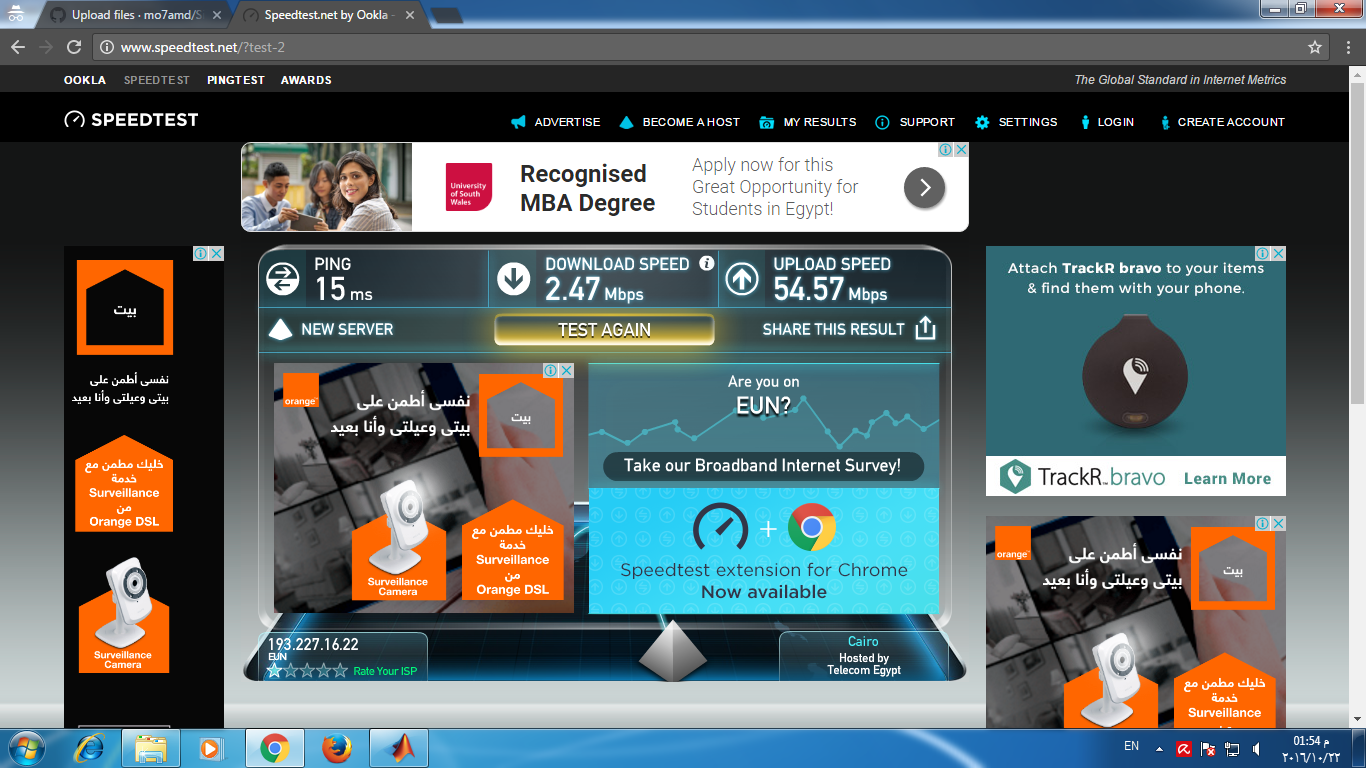 Upload files · mo7amd/S
Speedtest.net by Ookla -
www.speedtest.net/?test-2
OOKLA SPEEDTEST PINGTEST AWARDS
The Global Standard in Internet Metrics
SPEEDTEST
ADVERTISE BECOME A HOST MY RESULTS SUPPORT SETTINGS LOGIN CREATE ACCOUNT
University of South Wales
Recognised
MBA Degree
Apply now for this
Great Opportunity for
Students in Egypt!
بيت
نفسى أطمن على
بيتى وعيلتى وأنا بعيد
خليك مطمن مع
خدمة
Surveillance
من
Orange DSL
Surveillance
Camera
PING
15 ms
DOWNLOAD SPEED
2.47 Mbps
UPLOAD SPEED
54.57 Mbps
NEW SERVER
TEST AGAIN
SHARE THIS RESULT
orange
نفسى أطمن على
بيتى وعيلتى وأنا بعيد
بيت
Surveillance
Camera
خليك مطمن مع
خدمة
Surveillance
من
Orange DSL
Are you on
EUN?
Take our Broadband Internet Survey!
Speedtest extension for Chrome
Now available
193.227.16.22
EUN
Rate Your ISP
Cairo
Hosted by
Telecom Egypt
Attach TrackR bravo to your items
& find them with your phone.
TrackR bravo
Learn More
orange
نفسى أطمن على
بيتى وعيلتى وأنا بعيد
بيت
خليك مطمن مع
خدمة
Surveillance
EN
01:54 م
٢٠١٦/١٠/٢٢